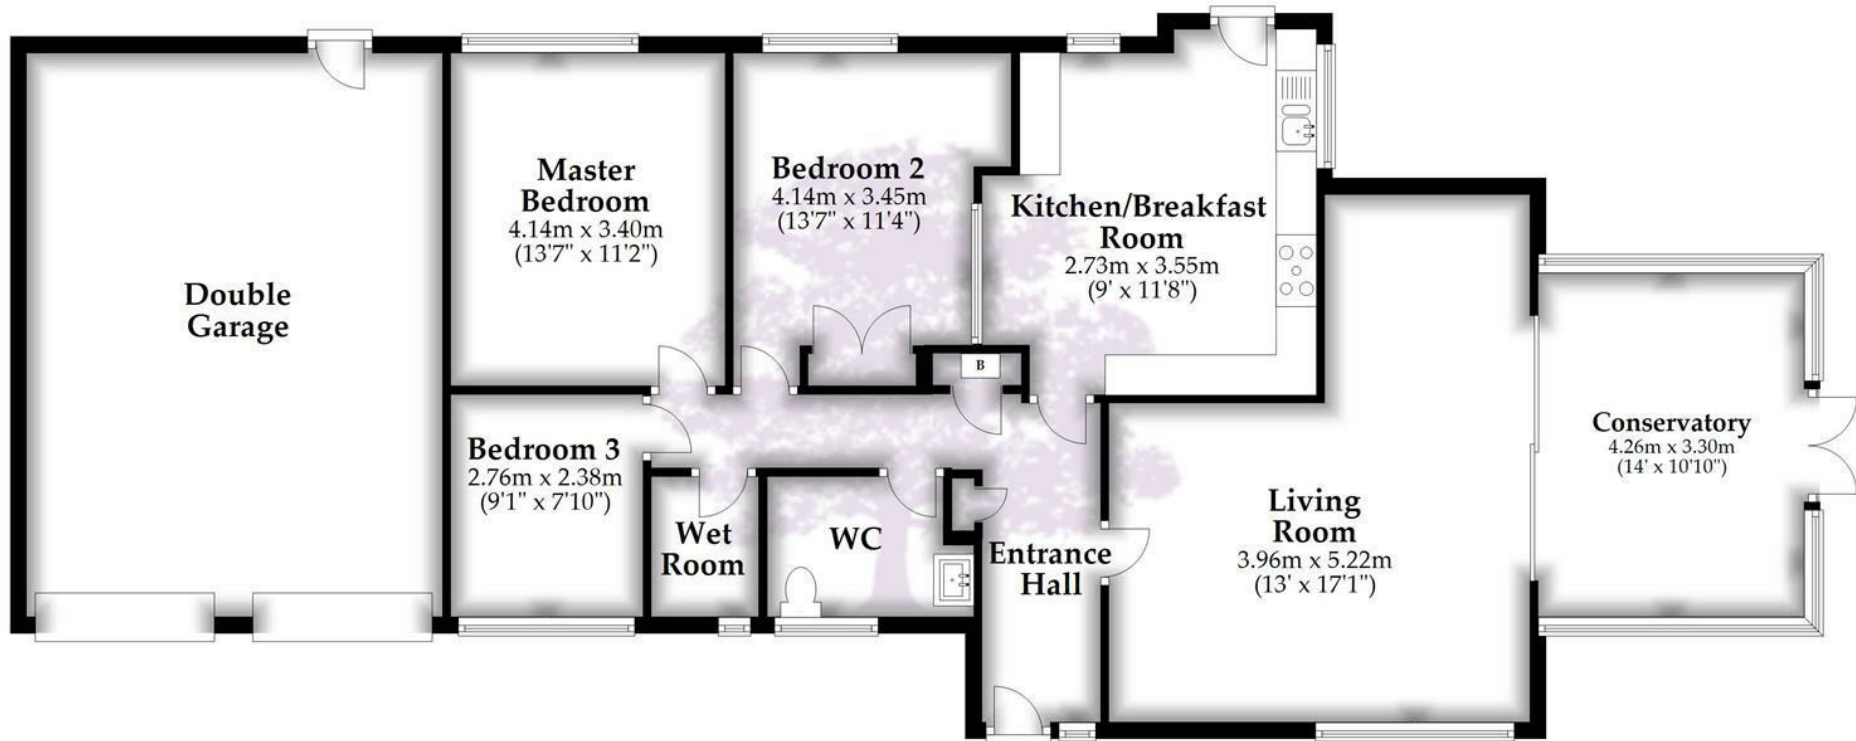 Double
Garage
Master
Bedroom
4.14m x 3.40m
(13'7" x 11'2")
Bedroom 2
4.14m x 3.45m
(13'7" x 11'4")
Kitchen/Breakfast
Room
2.73m x 3.55m
(9' x 11'8")
B
Bedroom 3
2.76m x 2.38m
(9'1" x 7'10")
Wet
Room
WC
Entrance
Hall
Living
Room
3.96m x 5.22m
(13' x 17'1")
Conservatory
4.26m x 3.30m
(14' x 10'10")